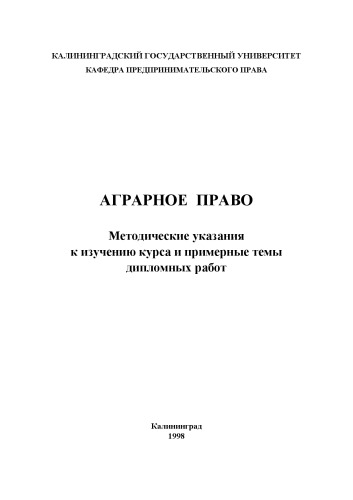 КАЛИНИНГРАДСКИЙ ГОСУДАРСТВЕННЫЙ УНИВЕРСИТЕТ
КАФЕДРА ПРЕДПРИНИМАТЕЛЬСКОГО ПРАВА
АГРАРНОЕ ПРАВО
Методические указания
к изучению курса и примерные темы
дипломных работ
Калининград
1998